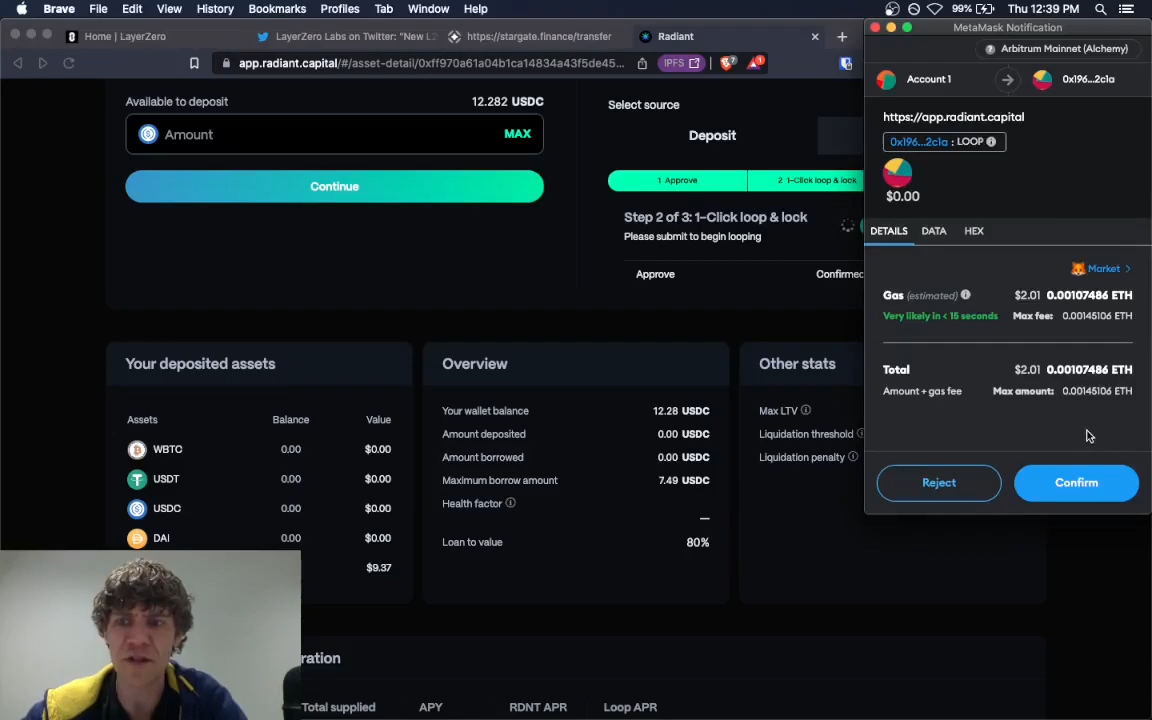 Brave File Edit View History Bookmarks Profiles Tab Window Help 99% Thu 12:39 PM
Home | LayerZero
LayerZero Labs on Twitter: "New L2
https://stargate.finance/transfer
Radiant
app.radiant.capital/#/asset-detail/0xff970a61a04b1ca14834a43f5de45...
IPFS
Available to deposit
12.282 USDC
Amount
MAX
Continue
Select source
Deposit
1 Approve
2 1-Click loop & lock
Step 2 of 3: 1-Click loop & lock
Please submit to begin looping
Approve
Confirmed
Your deposited assets
Assets Balance Value
WBTC 0.00 $0.00
USDT 0.00 $0.00
USDC 0.00 $0.00
DAI 0.00 $0.00
$9.37
Overview
Your wallet balance 12.28 USDC
Amount deposited 0.00 USDC
Amount borrowed 0.00 USDC
Maximum borrow amount 7.49 USDC
Health factor
—
Loan to value 80%
Other stats
Max LTV
Liquidation threshold
Liquidation penalty
ration
Total supplied APY RDNT APR Loop APR
MetaMask Notification
Arbitrum Mainnet (Alchemy)
Account 1
0x196...2c1a
https://app.radiant.capital
0x196...2c1a : LOOP
$0.00
DETAILS DATA HEX
Market >
Gas (estimated) $2.01 0.00107486 ETH
Very likely in < 15 seconds Max fee: 0.00145106 ETH
Total $2.01 0.00107486 ETH
Amount + gas fee Max amount: 0.00145106 ETH
Reject
Confirm